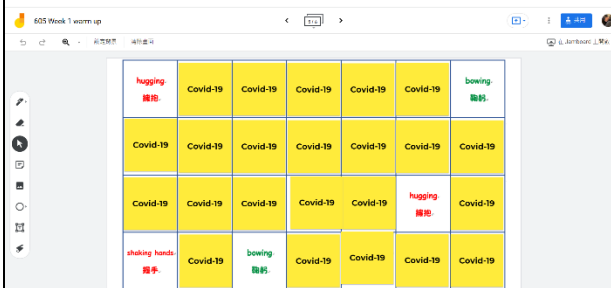 605 Week 1 warm up
hugging. Covid-19 Covid-19 Covid-19 Covid-19 Covid-19 bowing.
擁抱. 鞠躬.
Covid-19 Covid-19 Covid-19 Covid-19 Covid-19 Covid-19 Covid-19
Covid-19 Covid-19 Covid-19 Covid-19 Covid-19 hugging. Covid-19
擁抱.
shaking hands. Covid-19 bowing. Covid-19 Covid-19 Covid-19 Covid-19
握手. 鞠躬.